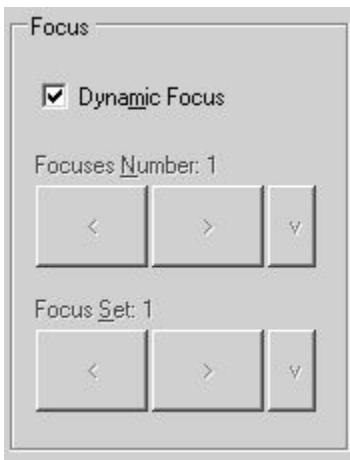 Focus
Dynamic Focus
Focuses Number: 1
< > v
Focus Set: 1
< > v